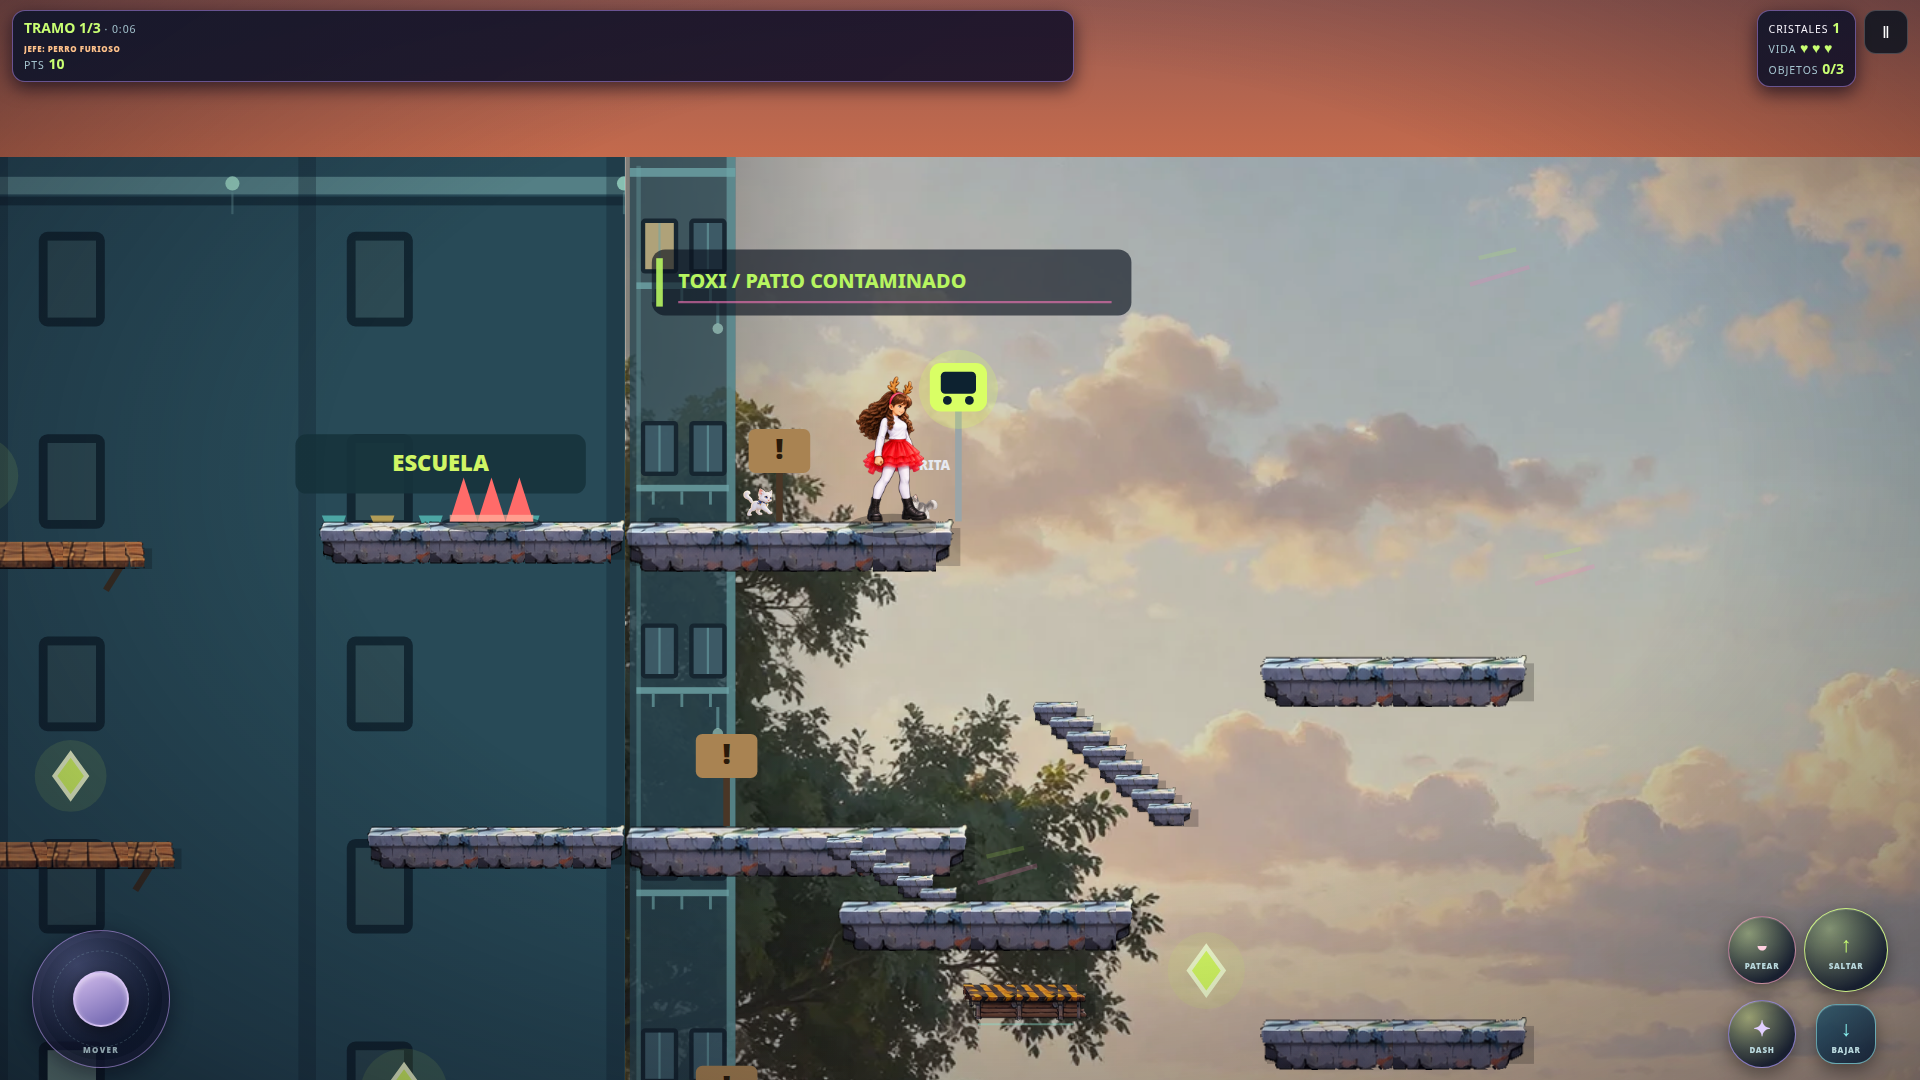 TRAMO 1/3 · 0:06
JEFE: PERRO FURIOSO
PTS 10
CRISTALES 1
VIDA ♥ ♥ ♥
OBJETOS 0/3
II
TOXI / PATIO CONTAMINADO
ESCUELA
!
RITA
!
!
MOVER
PATEAR
↑
SALTAR
DASH
↓
BAJAR